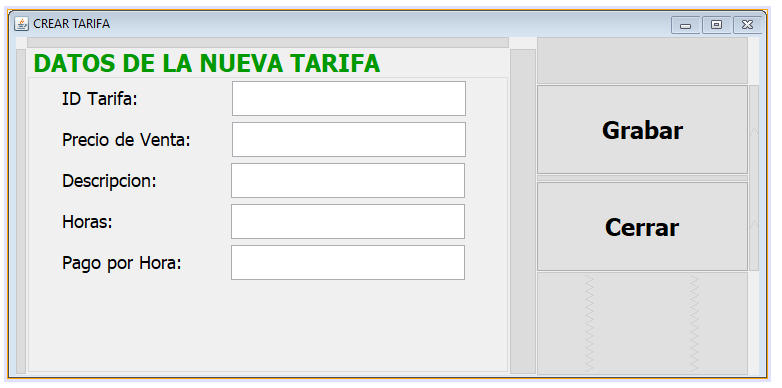 CREAR TARIFA
DATOS DE LA NUEVA TARIFA
ID Tarifa:
Precio de Venta:
Descripcion:
Horas:
Pago por Hora:
Grabar
Cerrar